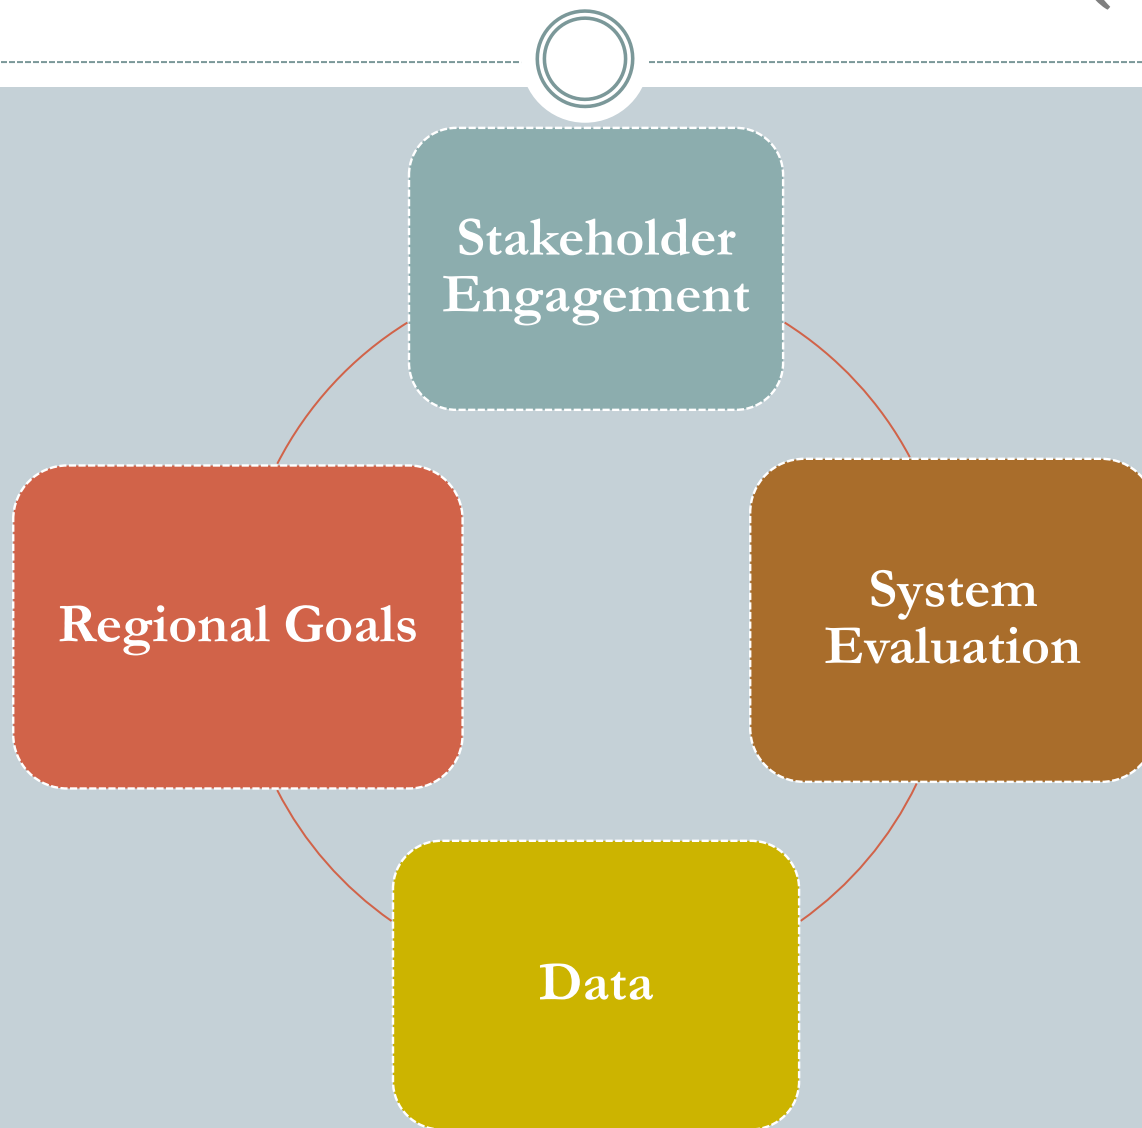 Stakeholder
Engagement
Regional Goals
System
Evaluation
Data